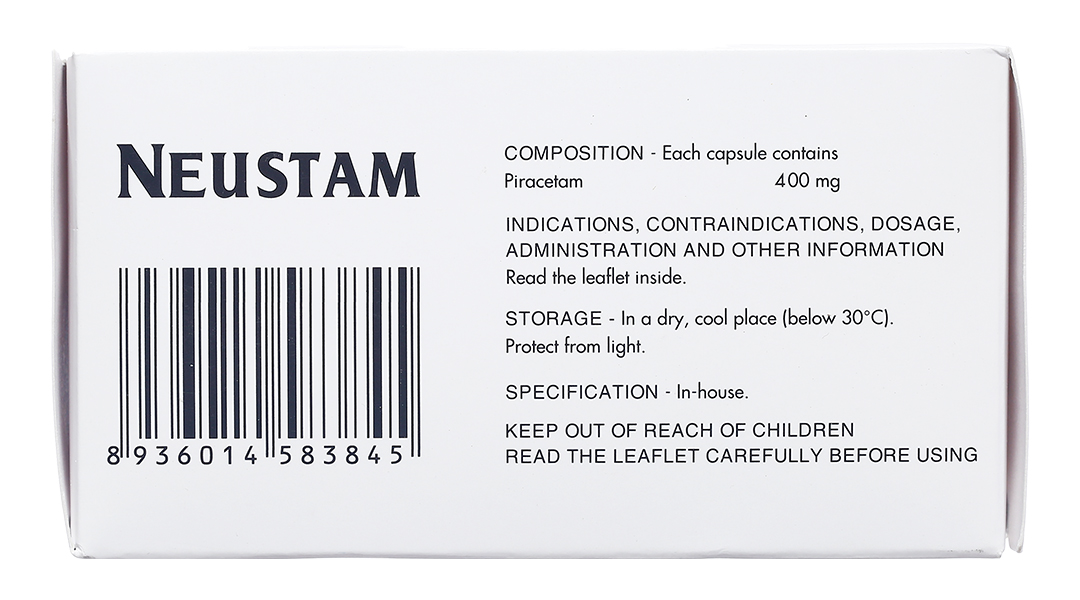 NEUSTAM
8 936014 583845
COMPOSITION - Each capsule contains
Piracetam 400 mg
INDICATIONS, CONTRAINDICATIONS, DOSAGE,
ADMINISTRATION AND OTHER INFORMATION
Read the leaflet inside.
STORAGE - In a dry, cool place (below 30°C).
Protect from light.
SPECIFICATION - In-house.
KEEP OUT OF REACH OF CHILDREN
READ THE LEAFLET CAREFULLY BEFORE USING